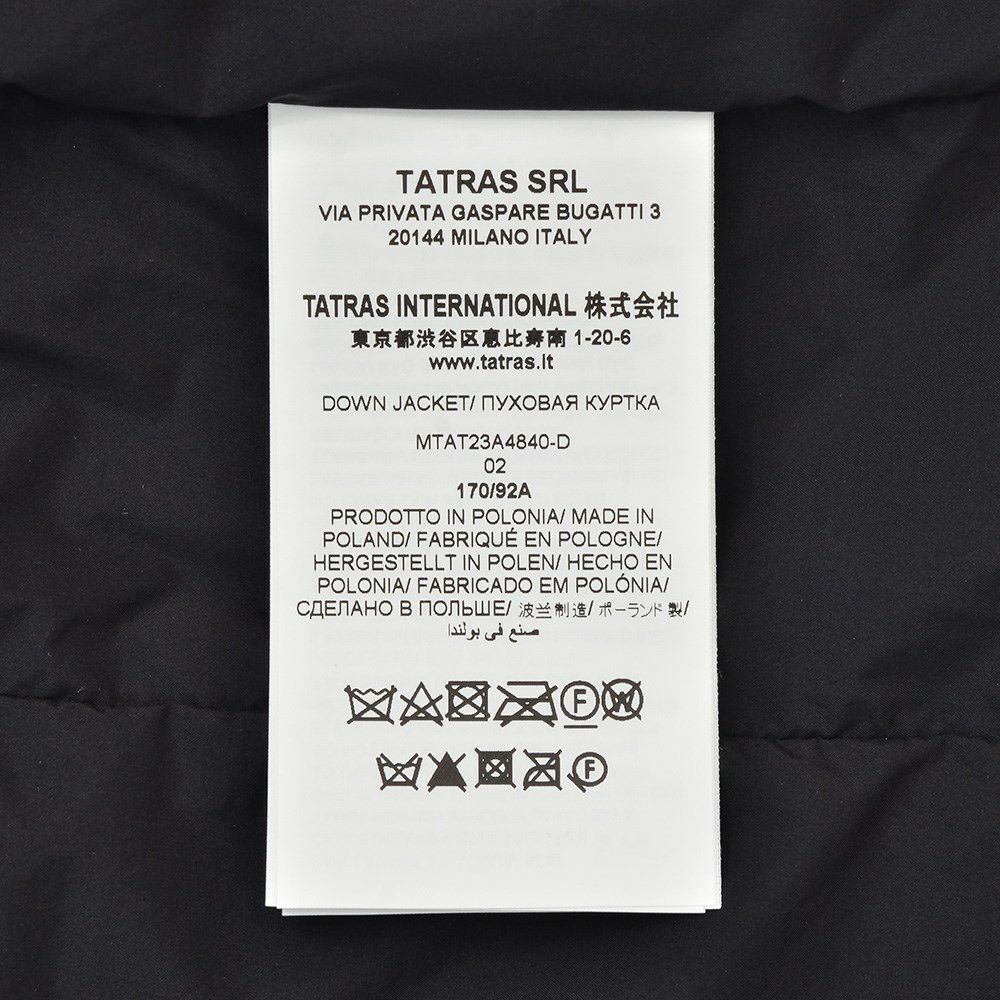 TATRAS SRL
VIA PRIVATA GASPARE BUGATTI 3
20144 MILANO ITALY
TATRAS INTERNATIONAL 株式会社
東京都渋谷区恵比寿南 1-20-6
www.tatras.it
DOWN JACKET/ ПУХОВАЯ КУРТКА
MTAT23A4840-D
02
170/92A
PRODOTTO IN POLONIA/ MADE IN
POLAND/ FABRIQUÉ EN POLOGNE/
HERGESTELLT IN POLEN/ HECHO EN
POLONIA/ FABRICADO EM POLÓNIA/
СДЕЛАНО В ПОЛЬШЕ/ 波兰制造/ ポーランド製/
صنع في بولندا
F W
F